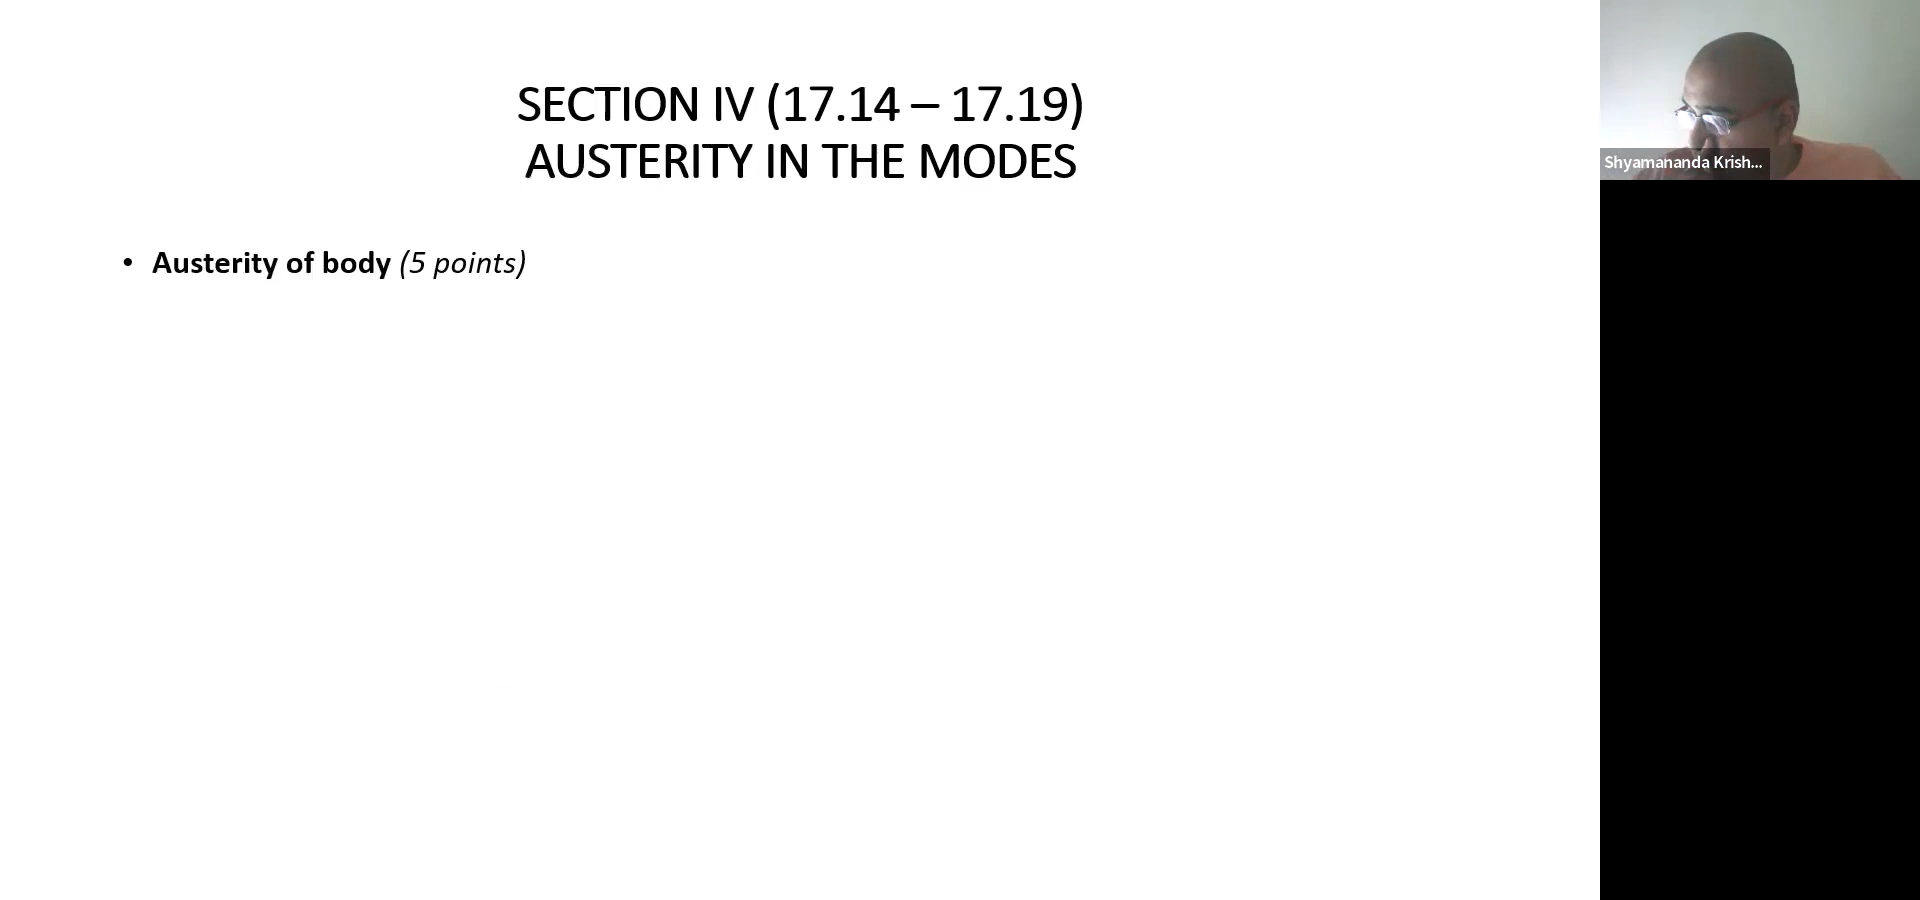 SECTION IV (17.14 – 17.19)
AUSTERITY IN THE MODES
• Austerity of body (5 points)
Shyamananda Krish...